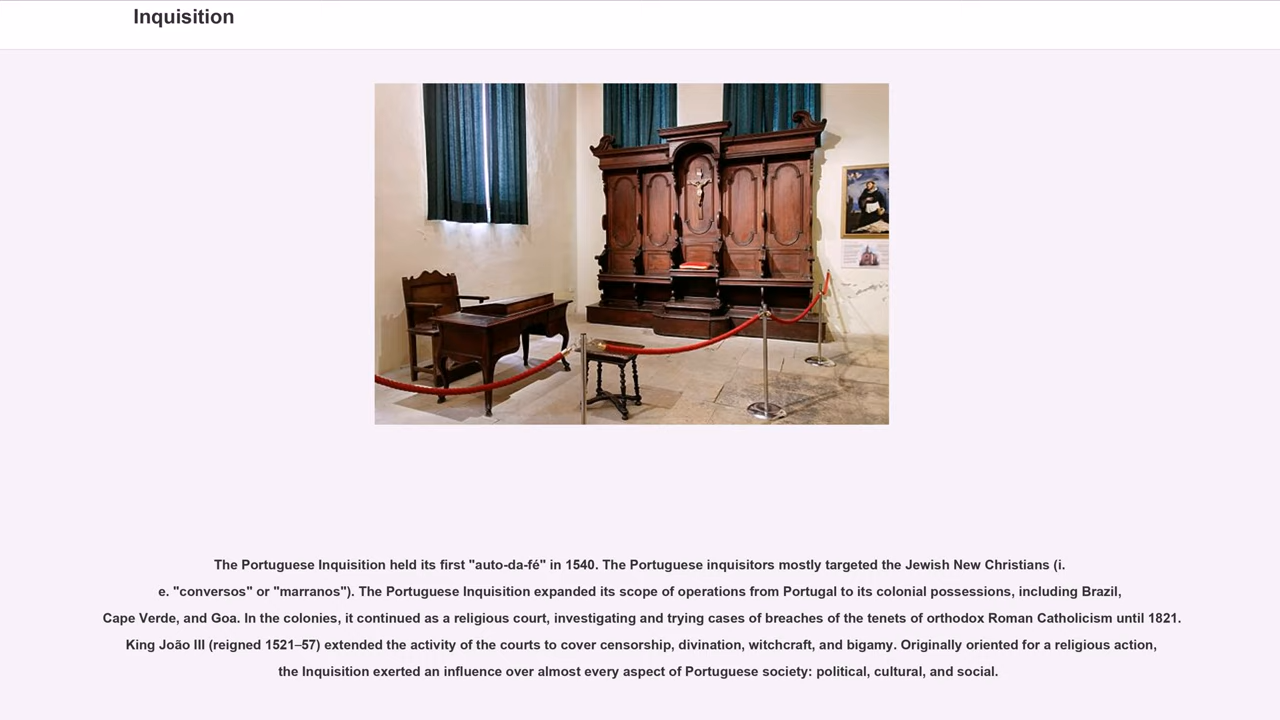 Inquisition
The Portuguese Inquisition held its first "auto-da-fé" in 1540. The Portuguese inquisitors mostly targeted the Jewish New Christians (i.
e. "conversos" or "marranos"). The Portuguese Inquisition expanded its scope of operations from Portugal to its colonial possessions, including Brazil,
Cape Verde, and Goa. In the colonies, it continued as a religious court, investigating and trying cases of breaches of the tenets of orthodox Roman Catholicism until 1821.
King João III (reigned 1521–57) extended the activity of the courts to cover censorship, divination, witchcraft, and bigamy. Originally oriented for a religious action,
the Inquisition exerted an influence over almost every aspect of Portuguese society: political, cultural, and social.